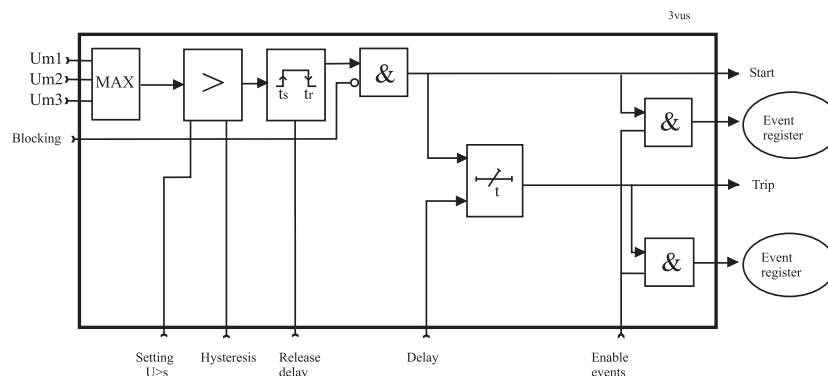 3vus
Um1
Um2
Um3
MAX
>
ts
tr
&
Start
Blocking
&
Event
register
t
Trip
&
Event
register
Setting
U>s
Hysteresis
Release
delay
Delay
Enable
events